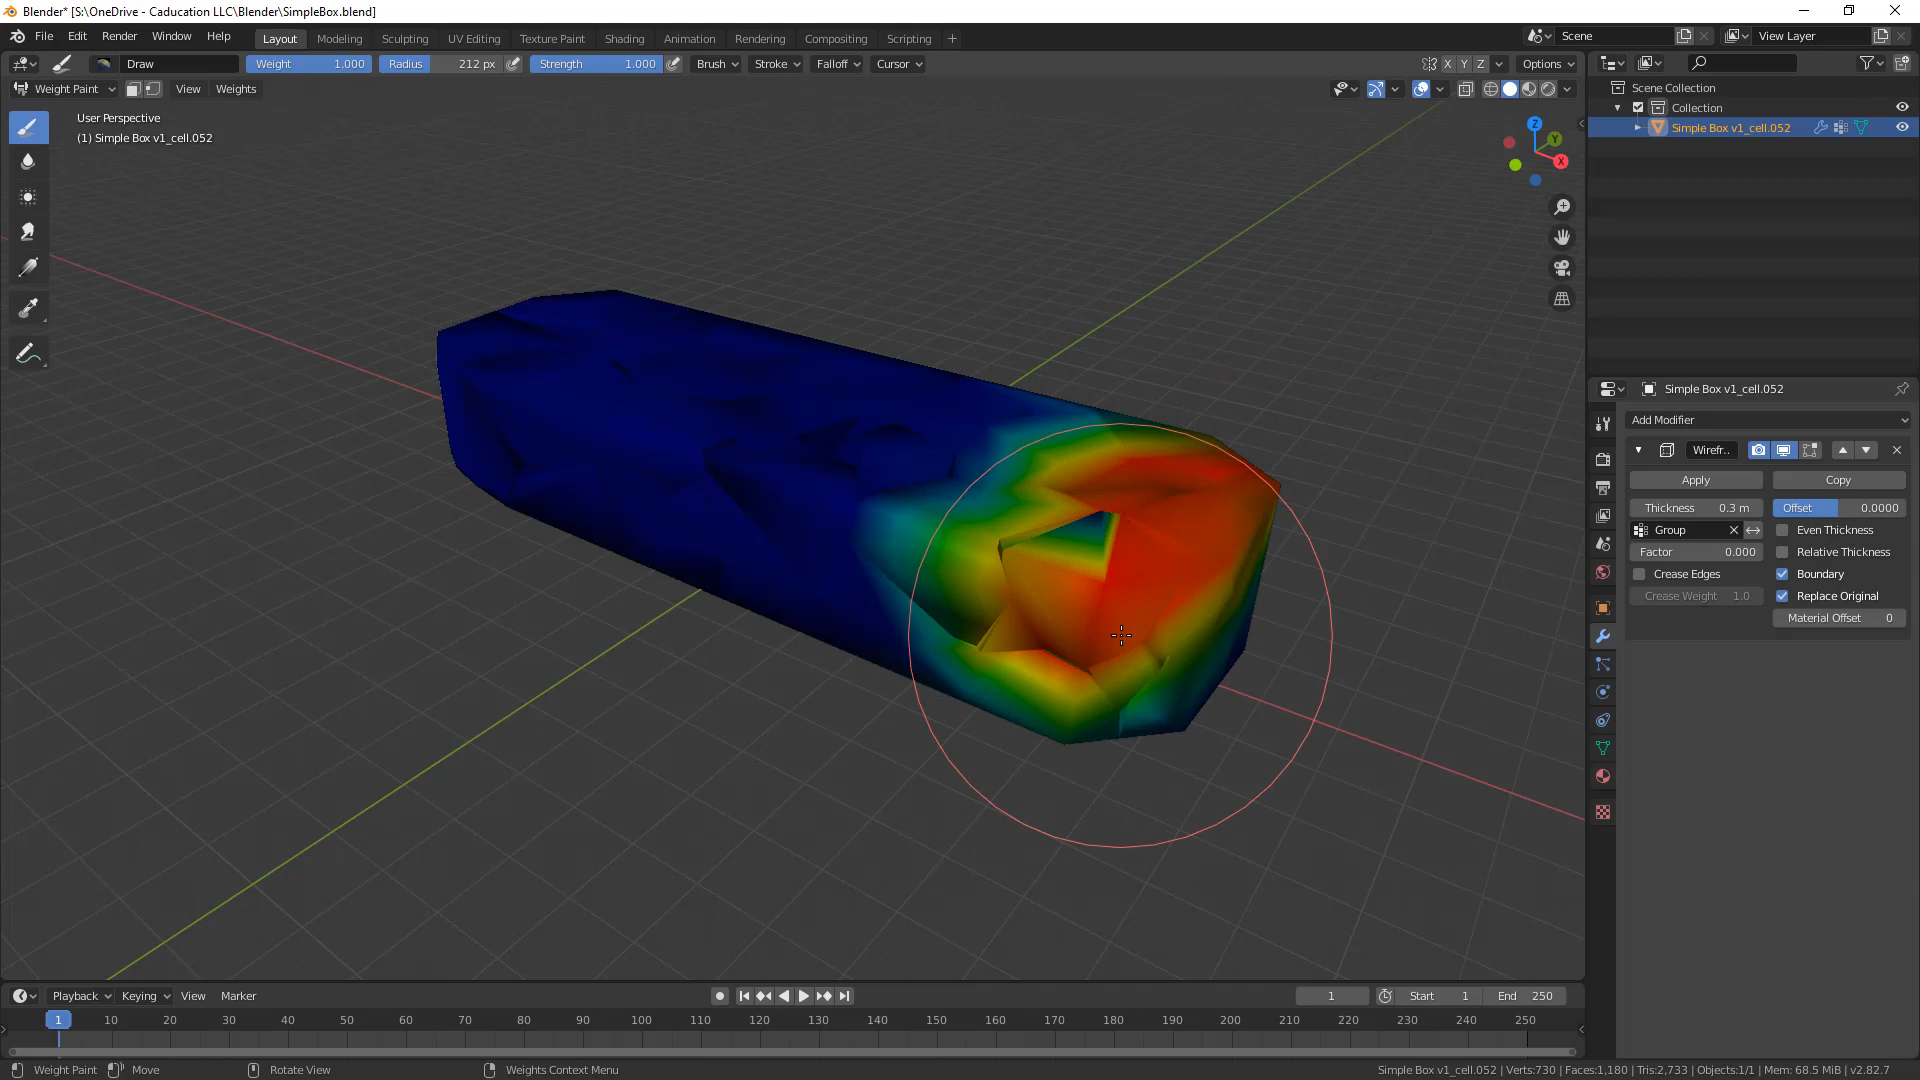 Blender* [S:\OneDrive - Caducation LLC\Blender\SimpleBox.blend]
File Edit Render Window Help Layout Modeling Sculpting UV Editing Texture Paint Shading Animation Rendering Compositing Scripting + Scene View Layer
Draw Weight 1.000 Radius 212 px Strength 1.000 Brush Stroke Falloff Cursor X Y Z Options
Weight Paint View Weights
Scene Collection
User Perspective
Collection
(1) Simple Box v1_cell.052
Simple Box v1_cell.052
Z
Y
X
Simple Box v1_cell.052
Add Modifier
Wirefr..
Apply Copy
Thickness 0.3 m Offset 0.0000
Group Even Thickness
Factor 0.000 Relative Thickness
Crease Edges Boundary
Crease Weight 1.0 Replace Original
Material Offset 0
Playback Keying View Marker 1 Start 1 End 250
1 10 20 30 40 50 60 70 80 90 100 110 120 130 140 150 160 170 180 190 200 210 220 230 240 250
Weight Paint Move Rotate View Weights Context Menu Simple Box v1_cell.052 | Verts:730 | Faces:1,180 | Tris:2,733 | Objects:1/1 | Mem: 68.5 MiB | v2.82.7